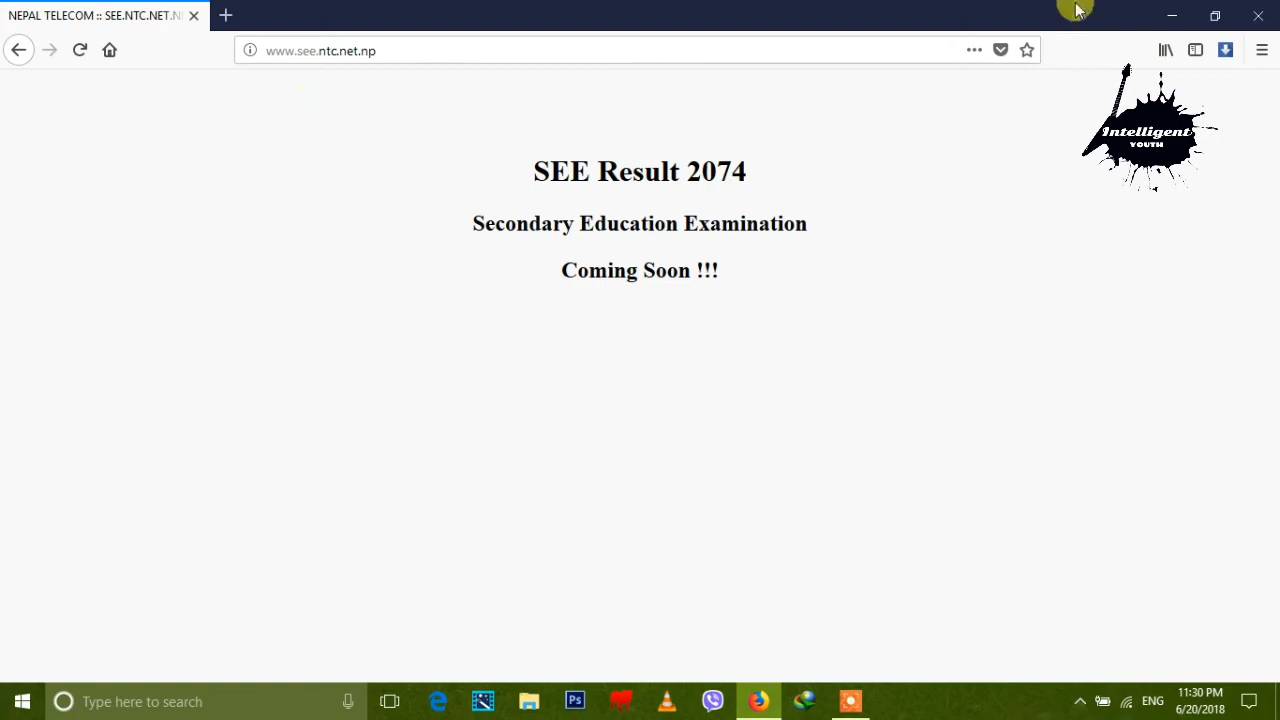 NEPAL TELECOM :: SEE.NTC.NET.N
www.see.ntc.net.np
Intelligent
YOUTH
SEE Result 2074
Secondary Education Examination
Coming Soon !!!
Type here to search
Ps
ENG
11:30 PM
6/20/2018